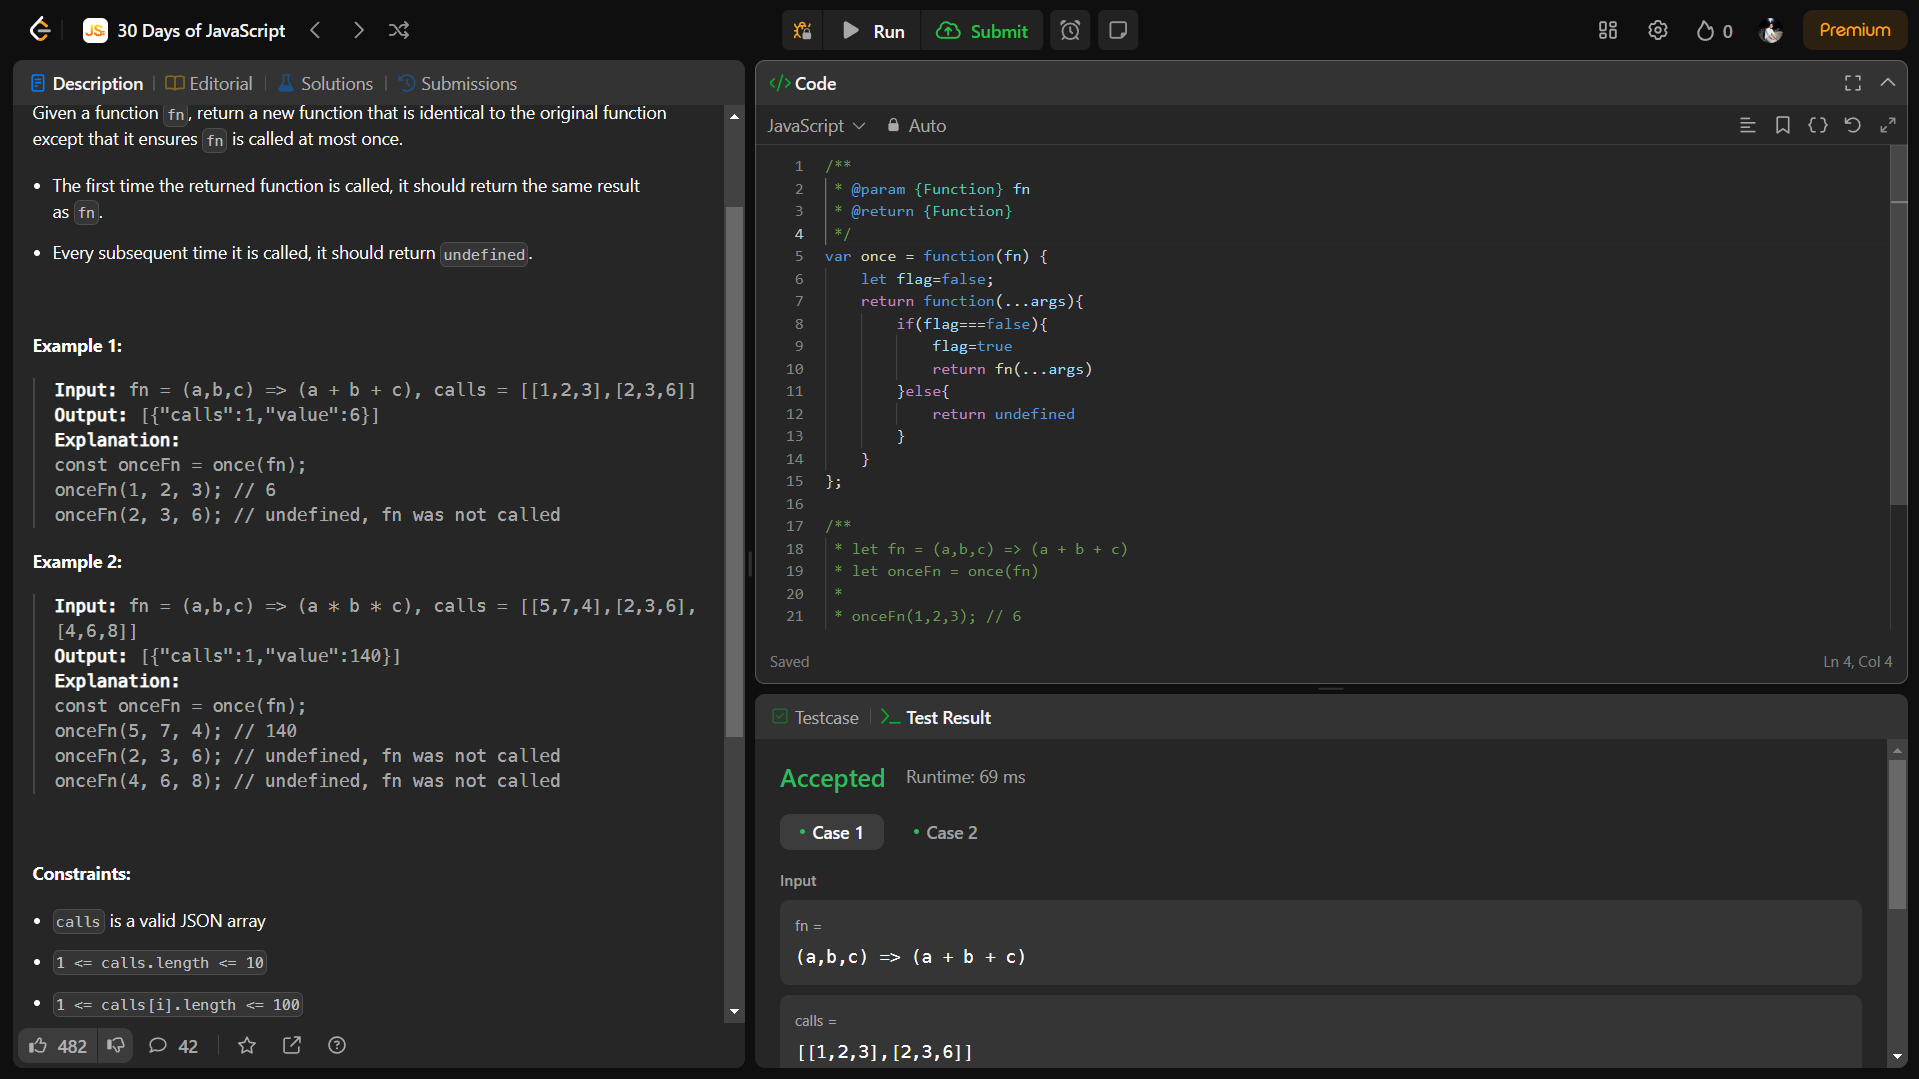 JS 30 Days of JavaScript
Run
Submit
0
Premium
Description
Editorial
Solutions
Submissions
Given a function fn, return a new function that is identical to the original function
except that it ensures fn is called at most once.
• The first time the returned function is called, it should return the same result
as fn.
• Every subsequent time it is called, it should return undefined.
Example 1:
Input: fn = (a,b,c) => (a + b + c), calls = [[1,2,3],[2,3,6]]
Output: [{"calls":1,"value":6}]
Explanation:
const onceFn = once(fn);
onceFn(1, 2, 3); // 6
onceFn(2, 3, 6); // undefined, fn was not called
Example 2:
Input: fn = (a,b,c) => (a * b * c), calls = [[5,7,4],[2,3,6],
[4,6,8]]
Output: [{"calls":1,"value":140}]
Explanation:
const onceFn = once(fn);
onceFn(5, 7, 4); // 140
onceFn(2, 3, 6); // undefined, fn was not called
onceFn(4, 6, 8); // undefined, fn was not called
Constraints:
• calls is a valid JSON array
• 1 <= calls.length <= 10
• 1 <= calls[i].length <= 100
482
42
</> Code
JavaScript
Auto
1 /**
2  * @param {Function} fn
3  * @return {Function}
4  */
5 var once = function(fn) {
6     let flag=false;
7     return function(...args){
8         if(flag===false){
9             flag=true
10             return fn(...args)
11         }else{
12             return undefined
13         }
14     }
15 };
16
17 /**
18  * let fn = (a,b,c) => (a + b + c)
19  * let onceFn = once(fn)
20  *
21  * onceFn(1,2,3); // 6
Saved
Ln 4, Col 4
Testcase
>_ Test Result
Accepted
Runtime: 69 ms
• Case 1
• Case 2
Input
fn =
(a,b,c) => (a + b + c)
calls =
[[1,2,3],[2,3,6]]